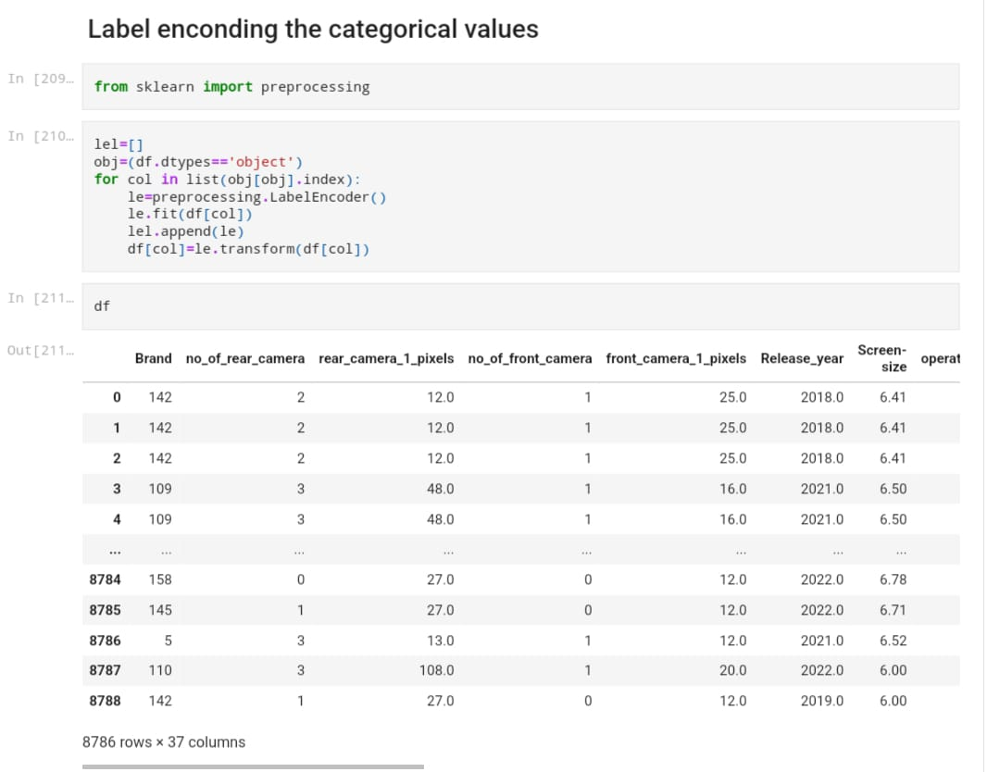 Label enconding the categorical values
In [209…
from sklearn import preprocessing
In [210…
lel=[]
obj=(df.dtypes=='object')
for col in list(obj[obj].index):
    le=preprocessing.LabelEncoder()
    le.fit(df[col])
    lel.append(le)
    df[col]=le.transform(df[col])
In [211…
df
Out[211…
Brand no_of_rear_camera rear_camera_1_pixels no_of_front_camera front_camera_1_pixels Release_year Screen-size operat
0 142 2 12.0 1 25.0 2018.0 6.41
1 142 2 12.0 1 25.0 2018.0 6.41
2 142 2 12.0 1 25.0 2018.0 6.41
3 109 3 48.0 1 16.0 2021.0 6.50
4 109 3 48.0 1 16.0 2021.0 6.50
... ... ... ... ... ... ... ...
8784 158 0 27.0 0 12.0 2022.0 6.78
8785 145 1 27.0 0 12.0 2022.0 6.71
8786 5 3 13.0 1 12.0 2021.0 6.52
8787 110 3 108.0 1 20.0 2022.0 6.00
8788 142 1 27.0 0 12.0 2019.0 6.00
8786 rows × 37 columns